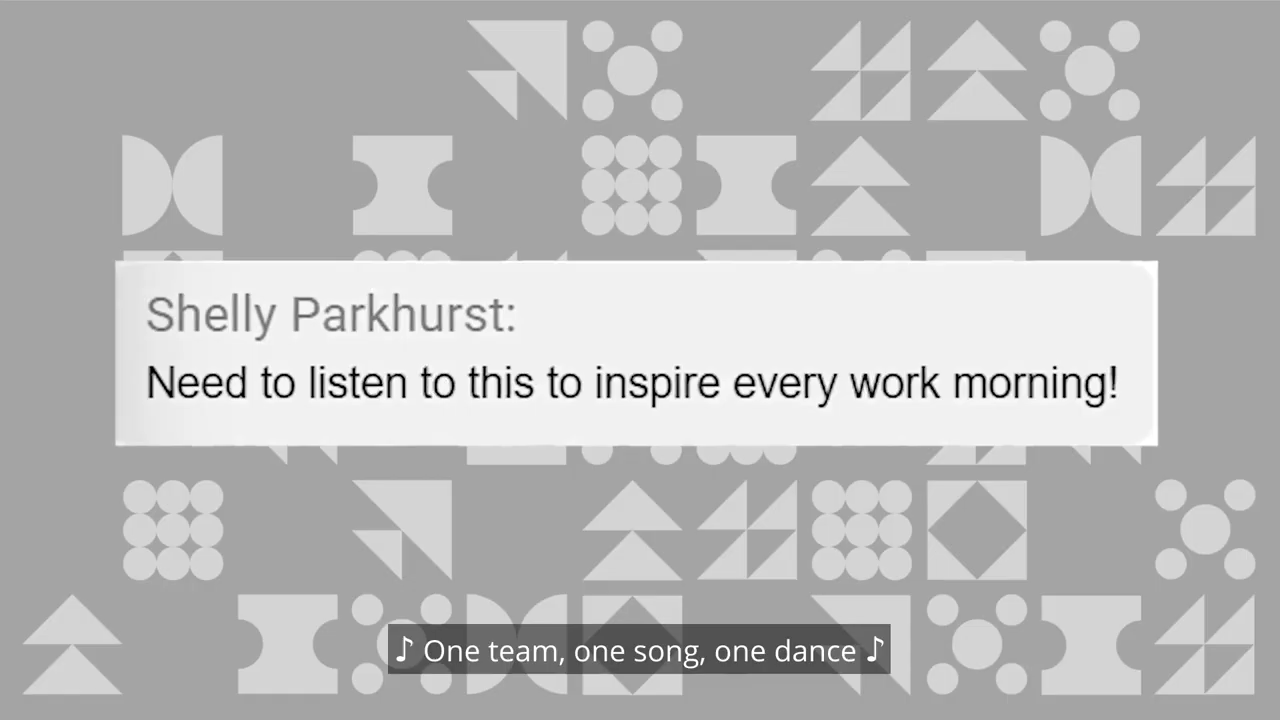 Shelly Parkhurst:
Need to listen to this to inspire every work morning!
♪ One team, one song, one dance ♪